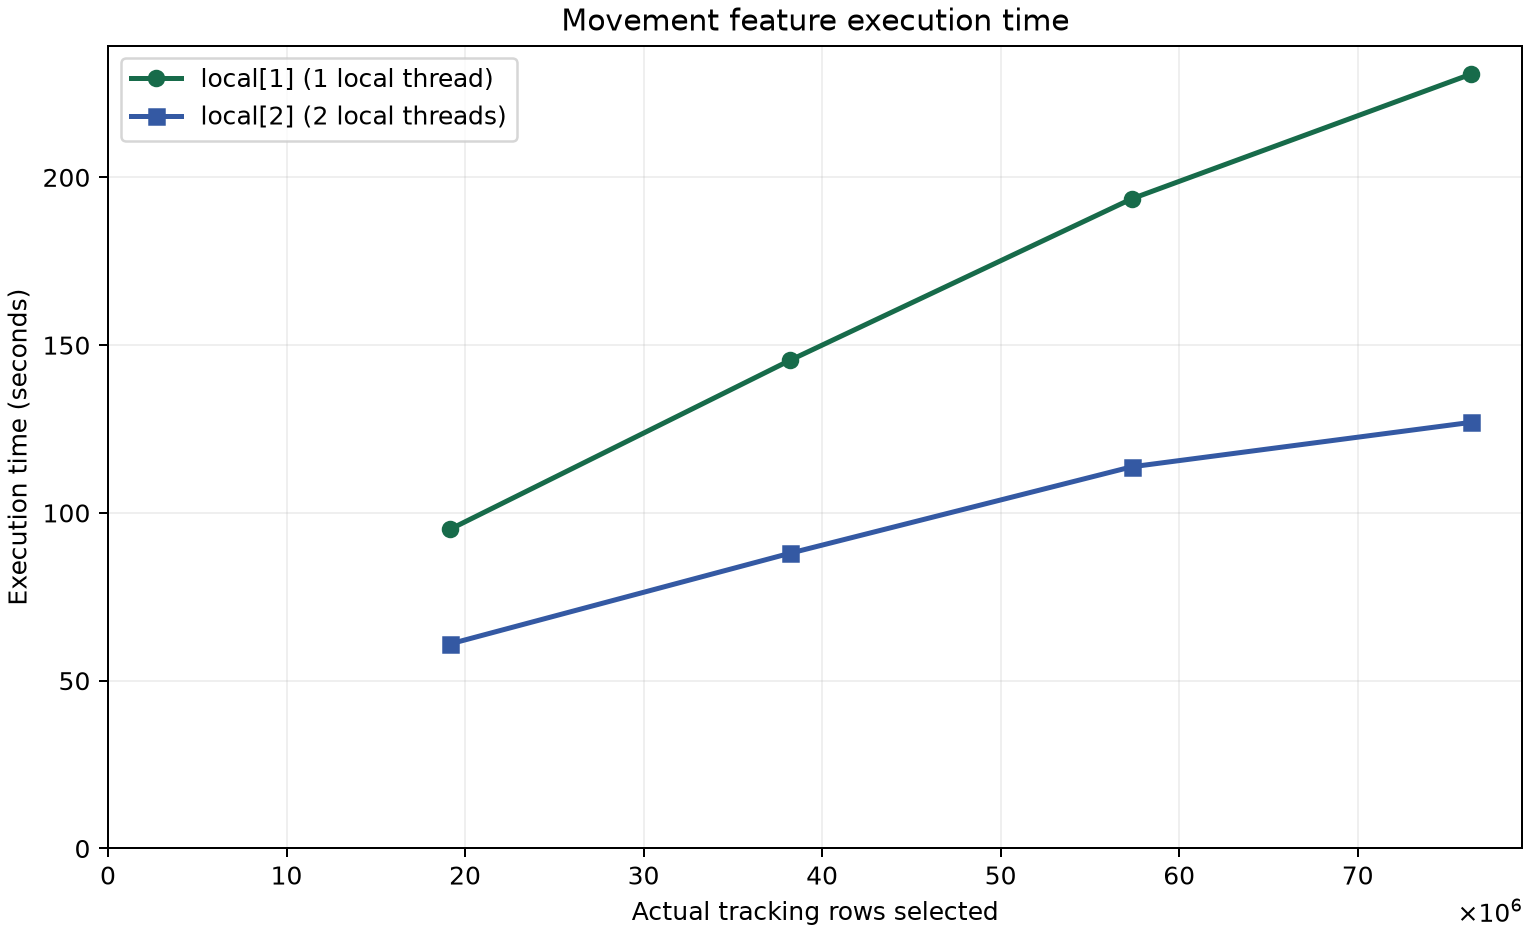 Movement feature execution time
local[1] (1 local thread)
local[2] (2 local threads)
Execution time (seconds)
200
150
100
50
0
0 10 20 30 40 50 60 70
Actual tracking rows selected
×10⁶